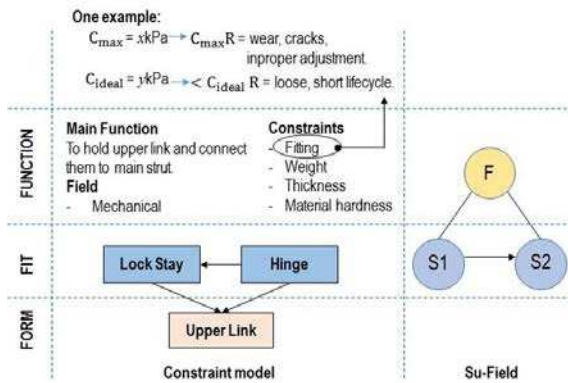 One example:
Cmax = xkPa → CmaxR = wear, cracks,
inproper adjustment.
Cideal = ykPa → < Cideal R = loose, short lifecycle.
FUNCTION
Main Function
To hold upper link and connect
them to main strut.
Field
- Mechanical
Constraints
- Fitting
- Weight
- Thickness
- Material hardness
F
FIT
Lock Stay
Hinge
S1
S2
FORM
Upper Link
Constraint model
Su-Field